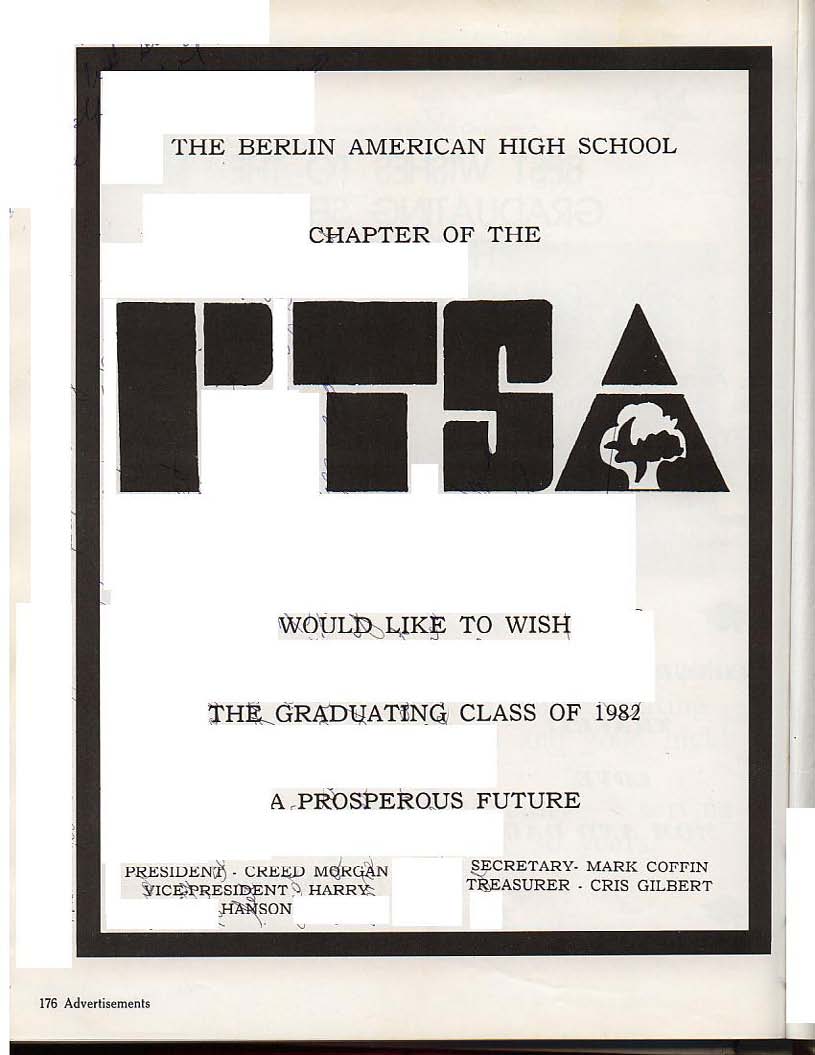 THE BERLIN AMERICAN HIGH SCHOOL
CHAPTER OF THE
PTSA
WOULD LIKE TO WISH
THE GRADUATING CLASS OF 1982
A PROSPEROUS FUTURE
PRESIDENT - CREED MORGAN
VICE-PRESIDENT - HARRY
HANSON
SECRETARY- MARK COFFIN
TREASURER - CRIS GILBERT
176 Advertisements